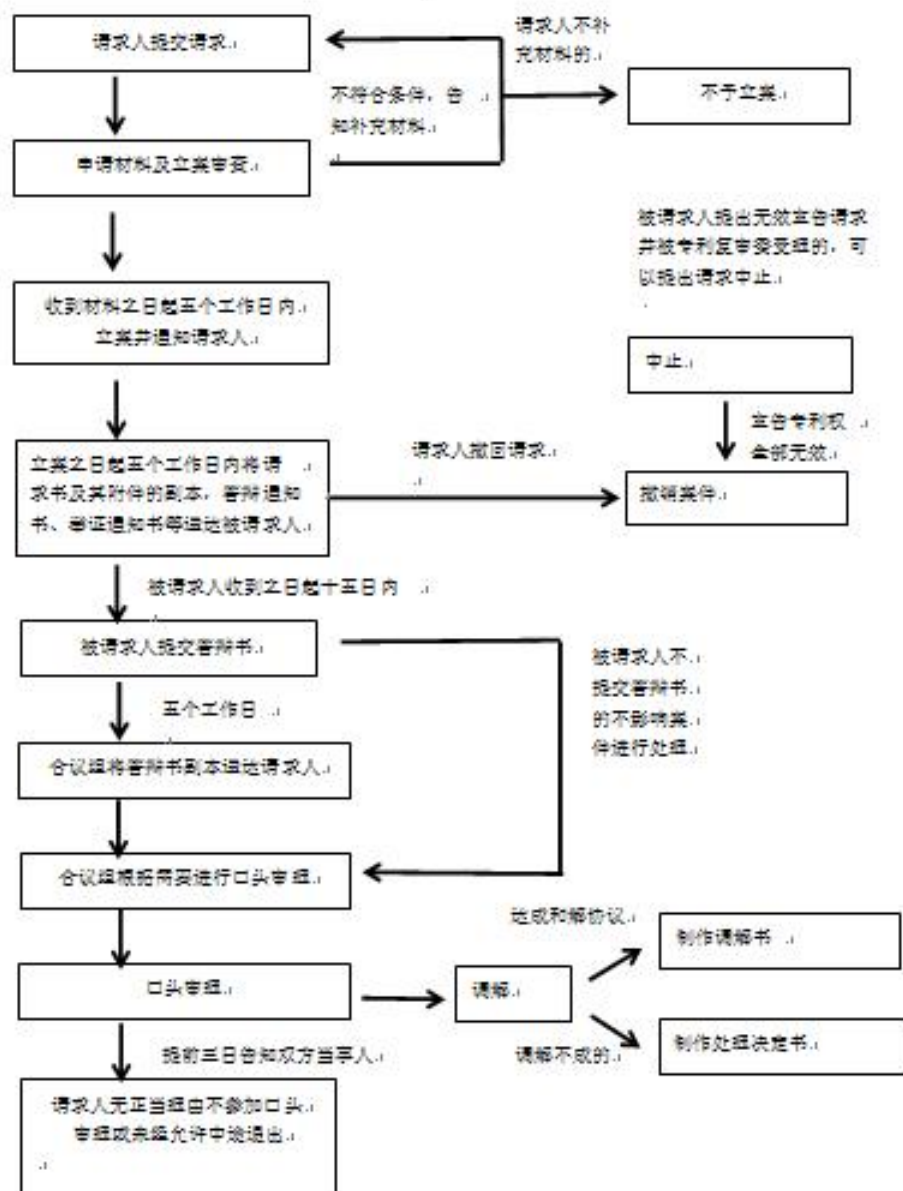 请求人提交请求
请求人不补
充材料的
不符合条件，告
知补充材料
不予立案
申请材料及立案审查
被请求人提出无效宣告请求
并被专利复审委受理的，可
以提出请求中止
收到材料之日起五个工作日内
立案并通知请求人
中止
宣告专利权
全部无效
立案之日起五个工作日内将请
求书及其附件的副本，答辩通知
书、举证通知书等送达被请求人
请求人撤回请求
撤销案件
被请求人收到之日起十五日内
被请求人提交答辩书
被请求人不
提交答辩书
的不影响案
件进行处理
五个工作日
合议组将答辩书副本送达请求人
合议组根据需要进行口头审理
达成和解协议
制作调解书
口头审理
调解
提前三日告知双方当事人
调解不成的
制作处理决定书
请求人无正当理由不参加口头
审理或未经允许中途退出